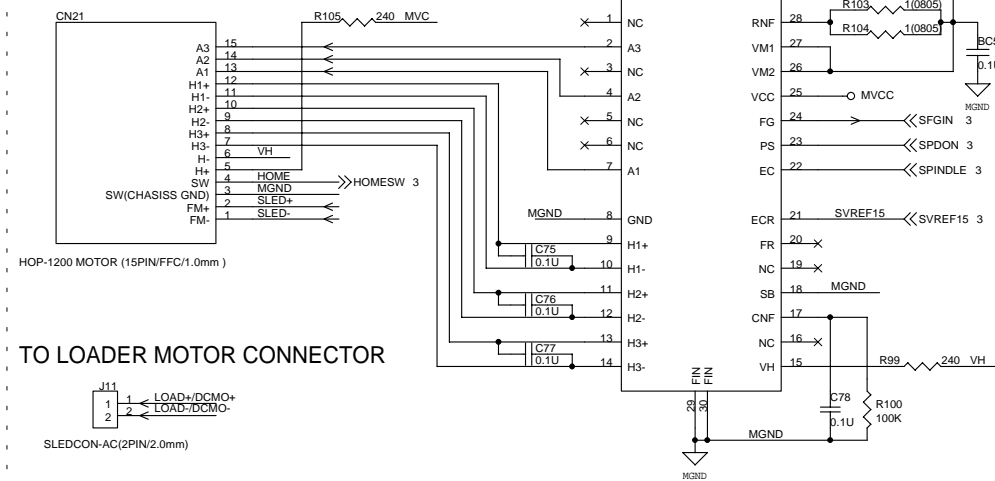 CN21
R105 240 MVC
A3 15
A2 14
A1 13
H1+ 12
H1- 11
H2+ 10
H2- 9
H3+ 8
H3- 7
H- 6 VH
H+ 5
SW 4 HOME HOMESW 3
SW(CHASISS GND) 3 MGND
FM+ 2 SLED+
FM- 1 SLED-
HOP-1200 MOTOR (15PIN/FFC/1.0mm )
1 NC
2 A3
3 NC
4 A2
5 NC
6 NC
7 A1
MGND 8 GND
9 H1+
C75
0.1U
10 H1-
11 H2+
C76
0.1U
12 H2-
13 H3+
C77
0.1U
14 H3-
R103 1(0805)
RNF 28
R104 1(0805)
VM1 27
VM2 26
0.1U
MGND
VCC 25 MVCC
FG 24 SFGIN 3
PS 23 SPDON 3
EC 22 SPINDLE 3
ECR 21 SVREF15 SVREF15 3
FR 20
NC 19
SB 18 MGND
CNF 17
NC 16
VH 15 R99 240 VH
FIN
FIN
29
30
C78
0.1U
R100
100K
MGND
MGND
TO LOADER MOTOR CONNECTOR
J11
1 1 LOAD+/DCMO+
2 2 LOAD-/DCMO-
SLEDCON-AC(2PIN/2.0mm)